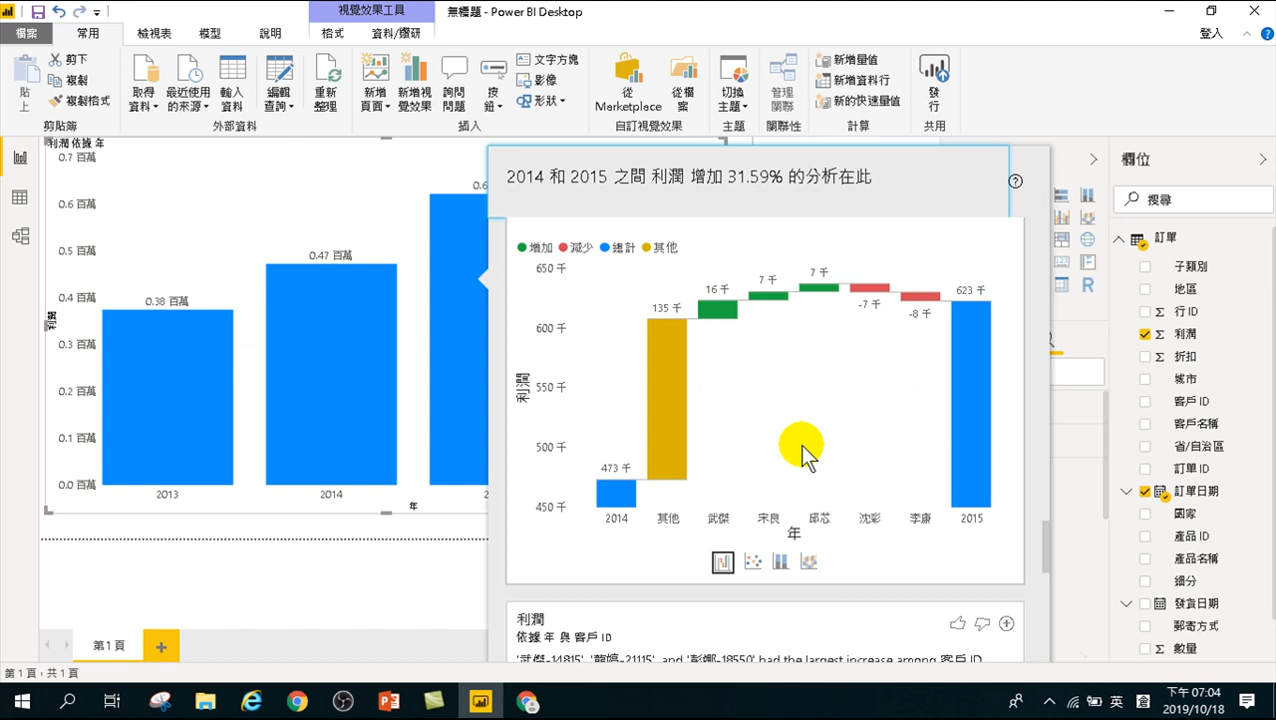 視覺效果工具
無標題 - Power BI Desktop
檔案
常用
檢視表
模型
說明
格式
資料/鑽研
登入
貼上
剪下
複製
複製格式
剪貼簿
取得資料
最近使用的來源
輸入資料
編輯查詢
重新整理
外部資料
新增頁面
新增視覺效果
詢問問題
按鈕
文字方塊
影像
形狀
插入
從 Marketplace
從檔案
自訂視覺效果
切換主題
主題
管理關聯
關聯性
新增量值
新增資料行
新的快速量值
計算
發行
共用
利潤 依據 年
0.7 百萬
0.6 百萬
0.5 百萬
0.4 百萬
0.3 百萬
0.2 百萬
0.1 百萬
0.0 百萬
利潤
0.38 百萬
0.47 百萬
0.6
2013
2014
2
年
2014 和 2015 之間 利潤 增加 31.59% 的分析在此
增加 減少 總計 其他
650 千
600 千
550 千
500 千
450 千
利潤
473 千
135 千
16 千
7 千
7 千
-7 千
-8 千
623 千
2014
其他
武傑
宋良
邱芯
沈彩
李康
2015
年
利潤
依據 年 與 客戶 ID
and '彭娜-18550' had the largest increase among 客戶 ID
欄位
搜尋
訂單
子類別
地區
行 ID
利潤
折扣
城市
客戶 ID
客戶名稱
省/自治區
訂單 ID
訂單日期
國家
產品 ID
產品名稱
細分
發貨日期
郵寄方式
數量
第 1 頁
第 1 頁，共 1 頁
R
英
下午 07:04
2019/10/18